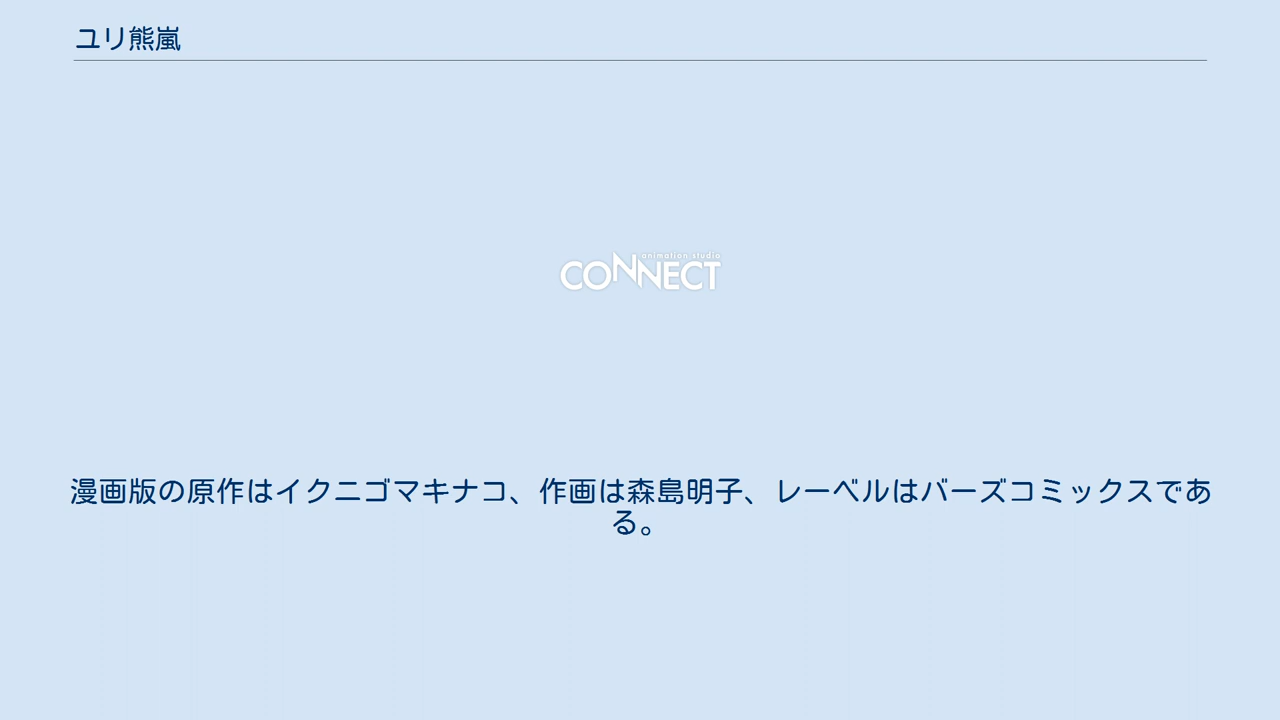 ユリ熊嵐
animation studio
CONNECT
漫画版の原作はイクニゴマキナコ、作画は森島明子、レーベルはバーズコミックスであ
る。